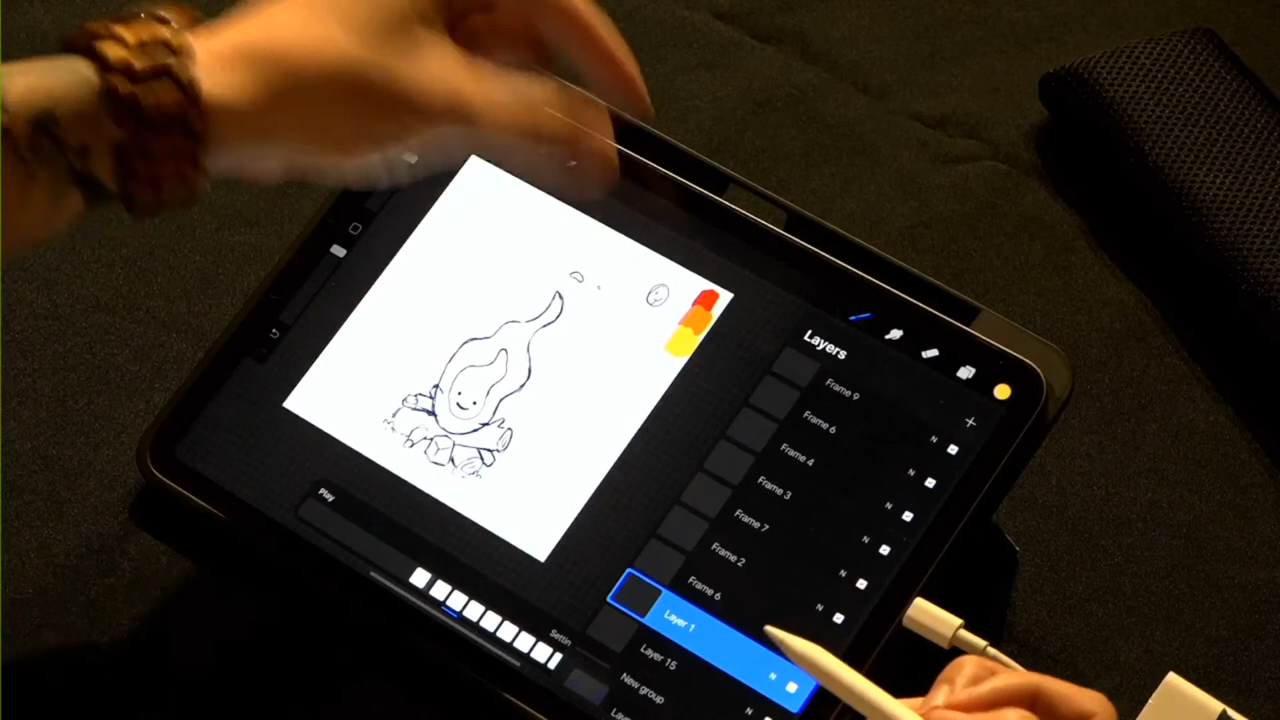 Layers
Frame 9
N
Frame 6
N
Frame 4
N
Frame 3
N
Frame 7
N
Frame 2
N
Frame 6
Layer 1
N
Layer 15
New group
N
Play
Settin